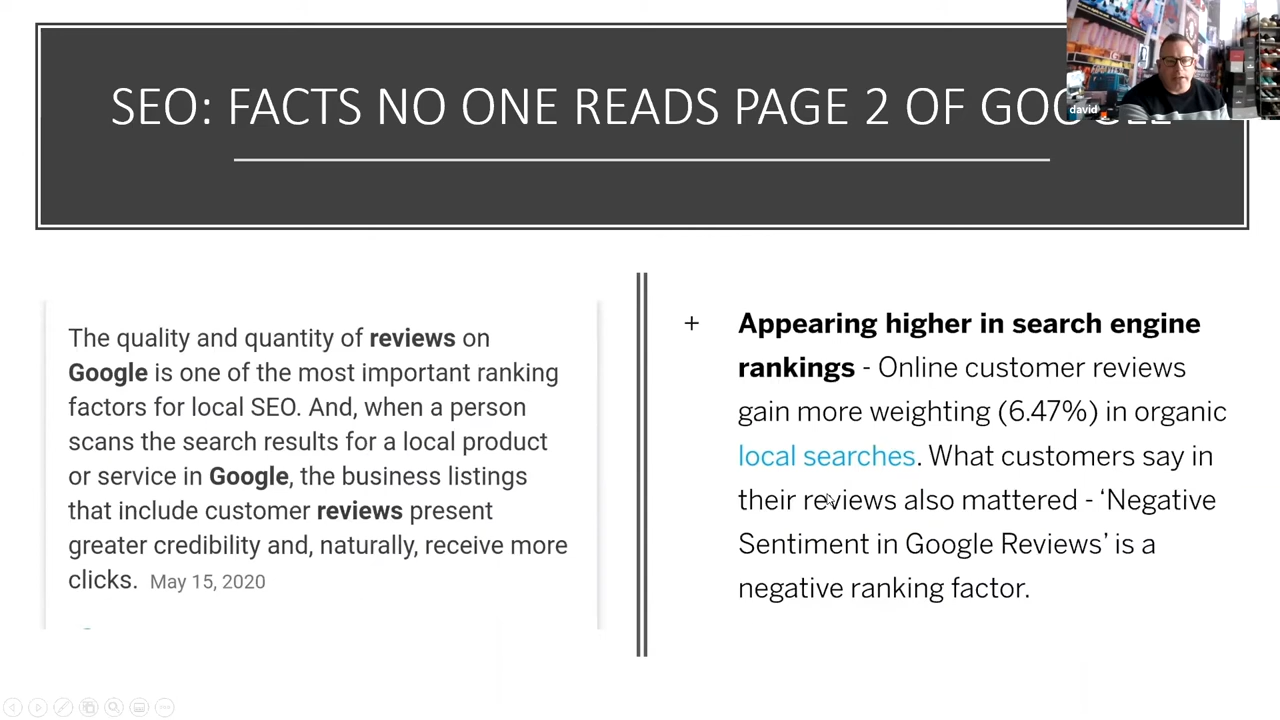 SEO: FACTS NO ONE READS PAGE 2 OF GOOGLE
david
The quality and quantity of reviews on
Google is one of the most important ranking
factors for local SEO. And, when a person
scans the search results for a local product
or service in Google, the business listings
that include customer reviews present
greater credibility and, naturally, receive more
clicks. May 15, 2020
+ Appearing higher in search engine
rankings - Online customer reviews
gain more weighting (6.47%) in organic
local searches. What customers say in
their reviews also mattered - ‘Negative
Sentiment in Google Reviews’ is a
negative ranking factor.